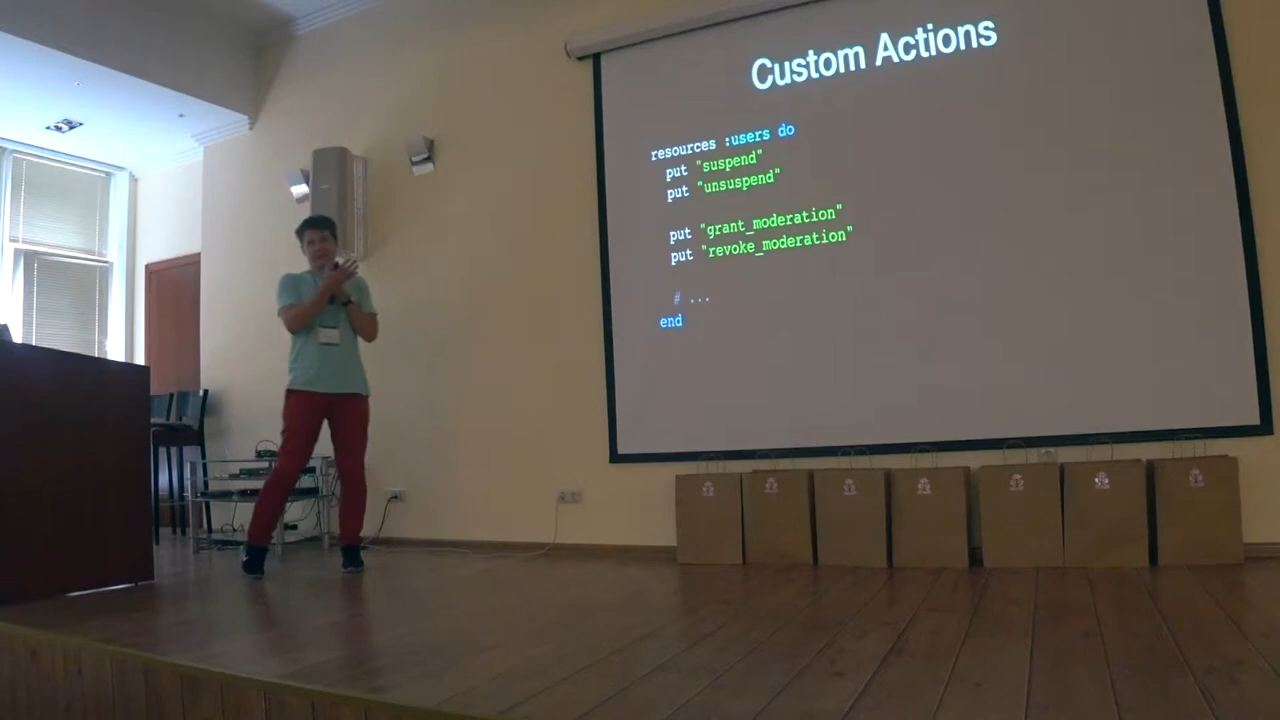 Custom Actions
resources :users do
put "suspend"
put "unsuspend"
put "grant_moderation"
put "revoke_moderation"
# ...
end